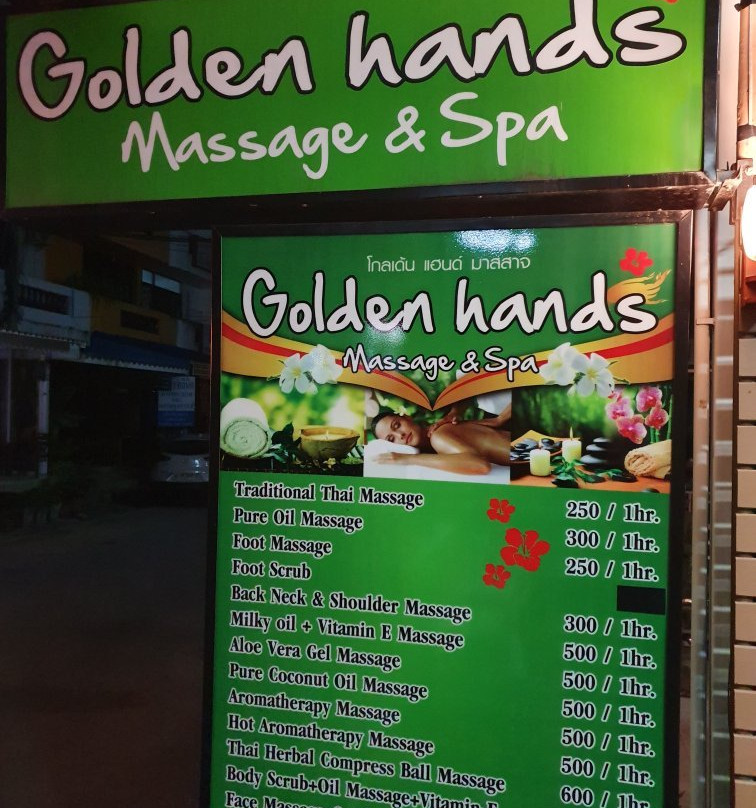 Golden hands
Massage & Spa
โกลเด้น แฮนด์ มาสสาจ
Golden hands
Massage & Spa
Traditional Thai Massage 250 / 1hr.
Pure Oil Massage 300 / 1hr.
Foot Massage 250 / 1hr.
Foot Scrub
Back Neck & Shoulder Massage 300 / 1hr.
Milky oil + Vitamin E Massage 500 / 1hr.
Aloe Vera Gel Massage 500 / 1hr.
Pure Coconut Oil Massage 500 / 1hr.
Aromatherapy Massage 500 / 1hr.
Hot Aromatherapy Massage 500 / 1hr.
Thai Herbal Compress Ball Massage 600 / 1hr
Body Scrub+Oil Massage+Vitamin E
Face